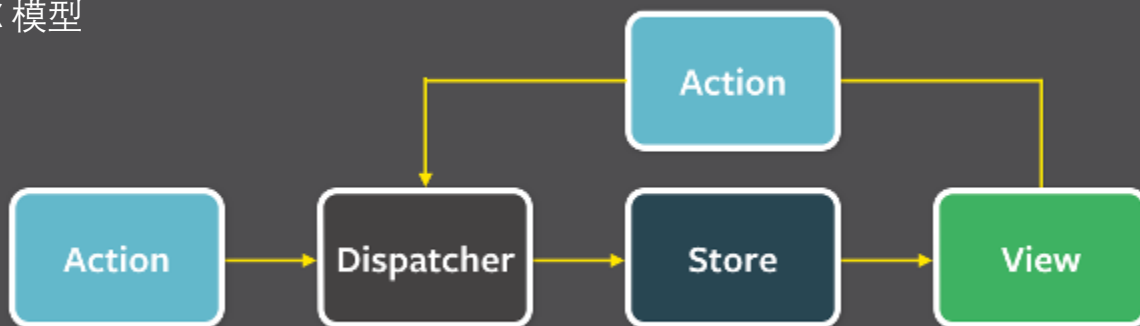 模型
Action
Action
Dispatcher
Store
View